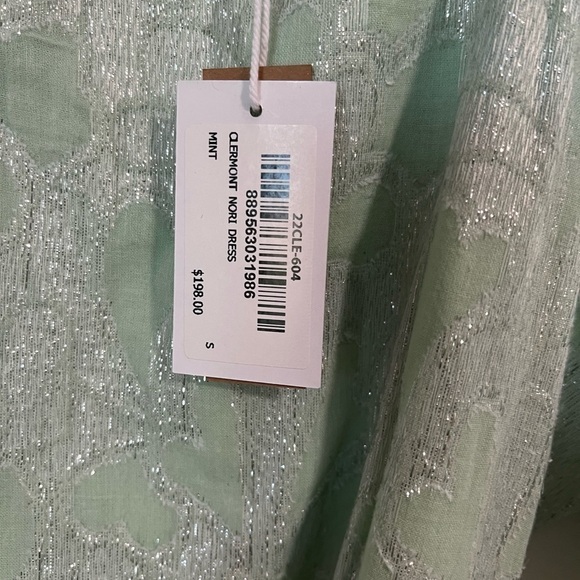 22CLE-604
889563031986
CLERMONT NORI DRESS
MINT
$198.00
S